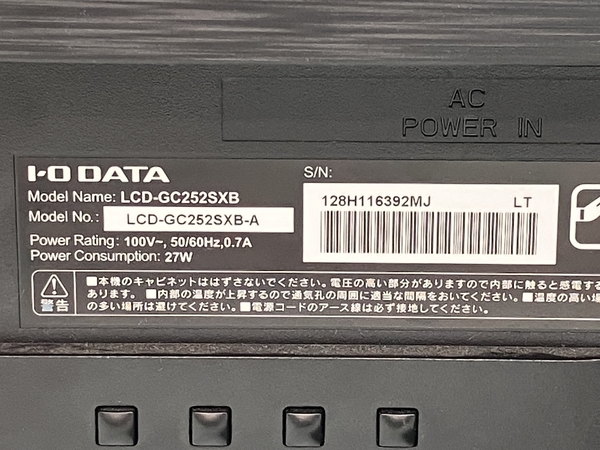 AC
POWER IN
I-O DATA
S/N:
Model Name: LCD-GC252SXB
128H116392MJ LT
Model No.: LCD-GC252SXB-A
Power Rating: 100V~, 50/60Hz,0.7A
Power Consumption: 27W
警告
■本機のキャビネットははずさないでください。電圧の高い部分がありますので内部に触ると感電する
あります。 ■内部の温度が上昇するので通気孔の周囲に適当な間隔をおいてください。 ■温度の高い場
の多い場所は避けてください。 ■電源コードのアース線は必ず接地してください。